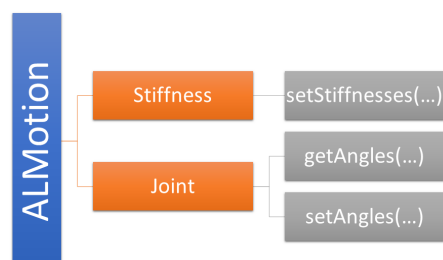 ALMotion
Stiffness
setStiffnesses(...)
Joint
getAngles(...)
setAngles(...)